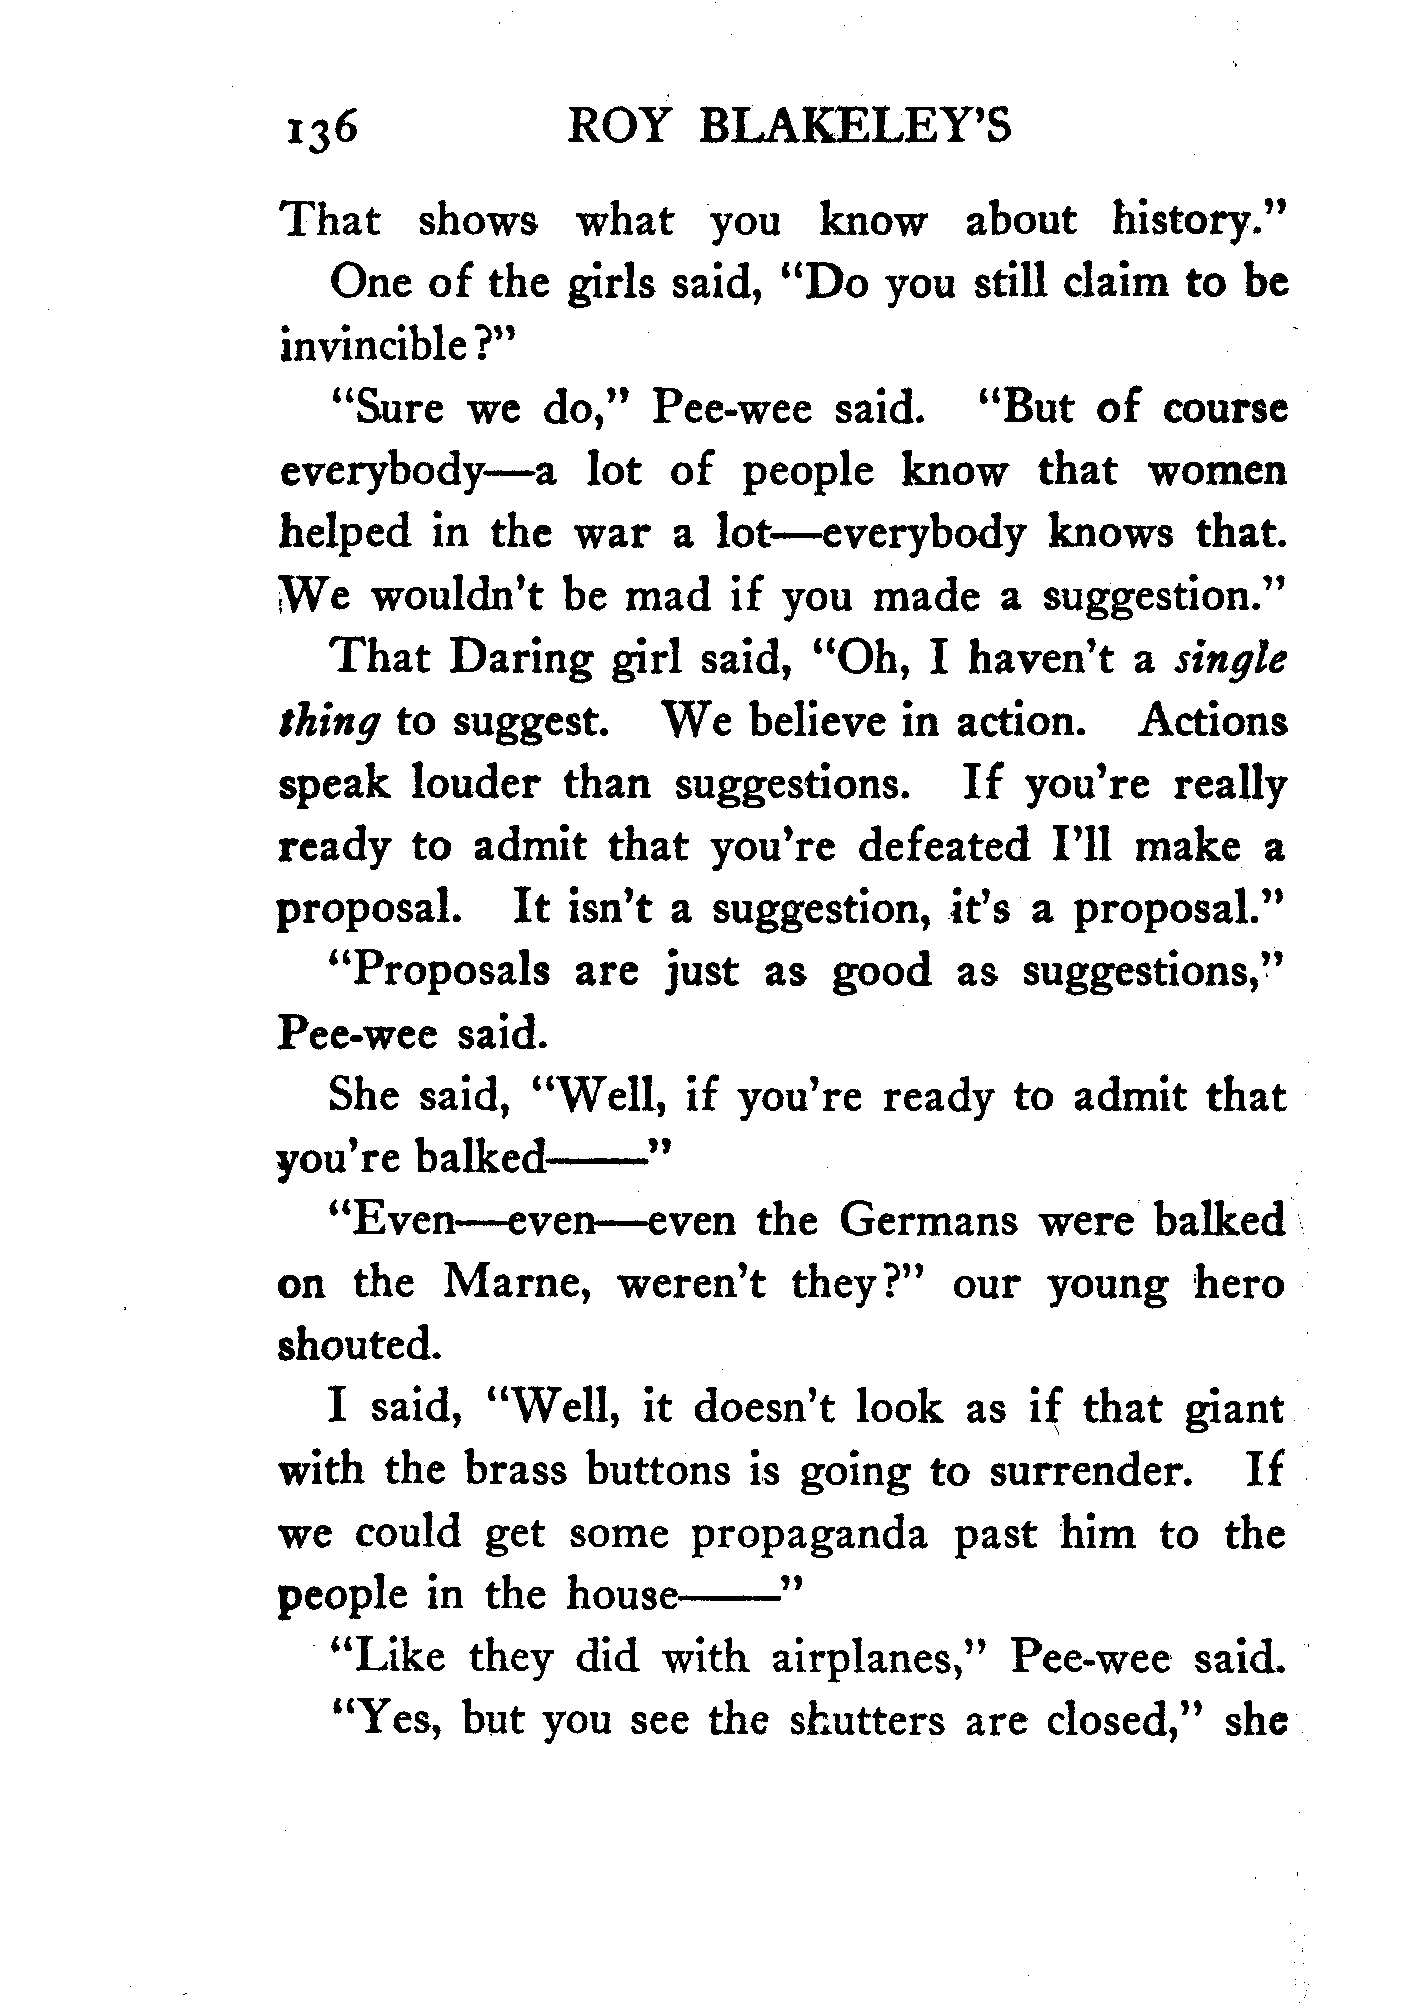 136 ROY BLAKELEY'S
That shows what you know about history."
One of the girls said, "Do you still claim to be
invincible?"
"Sure we do," Pee-wee said. "But of course
everybody—a lot of people know that women
helped in the war a lot—everybody knows that.
We wouldn't be mad if you made a suggestion."
That Daring girl said, "Oh, I haven't a single
thing to suggest. We believe in action. Actions
speak louder than suggestions. If you're really
ready to admit that you're defeated I'll make a
proposal. It isn't a suggestion, it's a proposal."
"Proposals are just as good as suggestions,"
Pee-wee said.
She said, "Well, if you're ready to admit that
you're balked——"
"Even—even—even the Germans were balked
on the Marne, weren't they?" our young hero
shouted.
I said, "Well, it doesn't look as if that giant
with the brass buttons is going to surrender. If
we could get some propaganda past him to the
people in the house——"
"Like they did with airplanes," Pee-wee said.
"Yes, but you see the shutters are closed," she